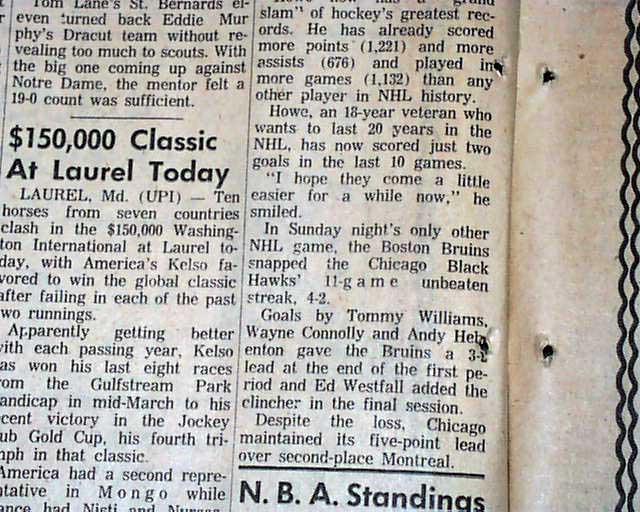 Tom Lane's St. Bernards el-
even turned back Eddie Mur
phy's Dracut team without re-
vealing too much to scouts. With
the big one coming up against
Notre Dame, the mentor felt a
19-0 count was sufficient.
$150,000 Classic
At Laurel Today
LAUREL, Md. (UPI) — Ten
horses from seven countries
clash in the $150,000 Washing-
ton International at Laurel to-
day, with America's Kelso fa-
vored to win the global classic
after failing in each of the past
two runnings.
Apparently getting better
with each passing year, Kelso
as won his last eight races
rom the Gulfstream Park
andicap in mid-March to his
cent victory in the Jockey
ub Gold Cup, his fourth tri-
mph in that classic.
America had a second repre-
ntative in Mongo while
ance had Nisti and
slam" of hockey's greatest rec-
ords. He has already scored
more points (1,221) and more
assists (676) and played in
more games (1,132) than any
other player in NHL history.
Howe, an 18-year veteran who
wants to last 20 years in the
NHL, has now scored just two
goals in the last 10 games.
"I hope they come a little
easier for a while now," he
smiled.
In Sunday night's only other
NHL game, the Boston Bruins
snapped the Chicago Black
Hawks' 11-game unbeaten
streak, 4-2.
Goals by Tommy Williams,
Wayne Connolly and Andy Heb
enton gave the Bruins a 3-2
lead at the end of the first pe-
riod and Ed Westfall added the
clincher in the final session.
Despite the loss, Chicago
maintained its five-point lead
over second-place Montreal.
N. B. A. Standings